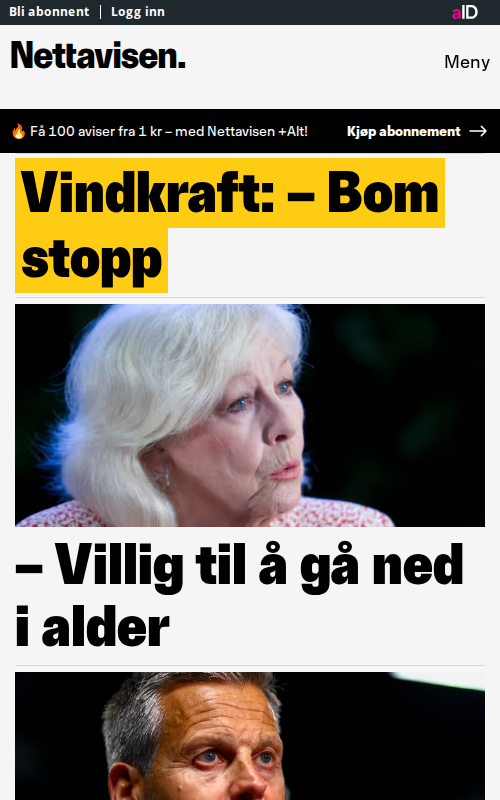 Bli abonnent | Logg inn
aID
Nettavisen.
Meny
🔥 Få 100 aviser fra 1 kr – med Nettavisen +Alt!
Kjøp abonnement →
Vindkraft: – Bom
stopp
– Villig til å gå ned
i alder